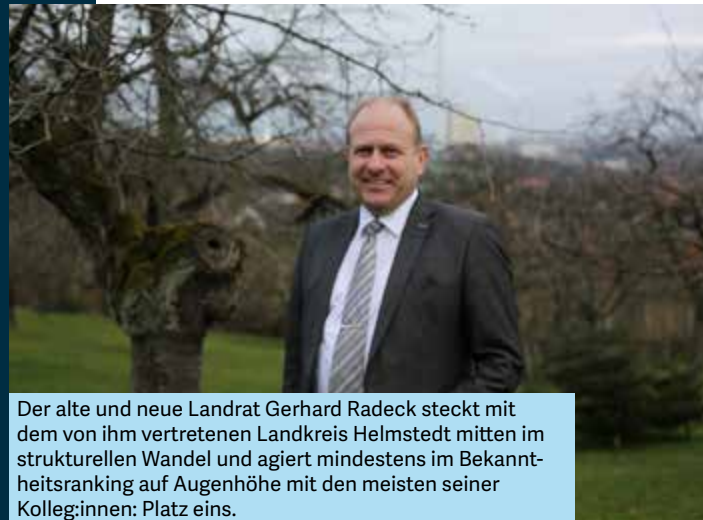 Der alte und neue Landrat Gerhard Radeck steckt mit
dem von ihm vertretenen Landkreis Helmstedt mitten im
strukturellen Wandel und agiert mindestens im Bekannt-
heitsranking auf Augenhöhe mit den meisten seiner
Kolleg:innen: Platz eins.